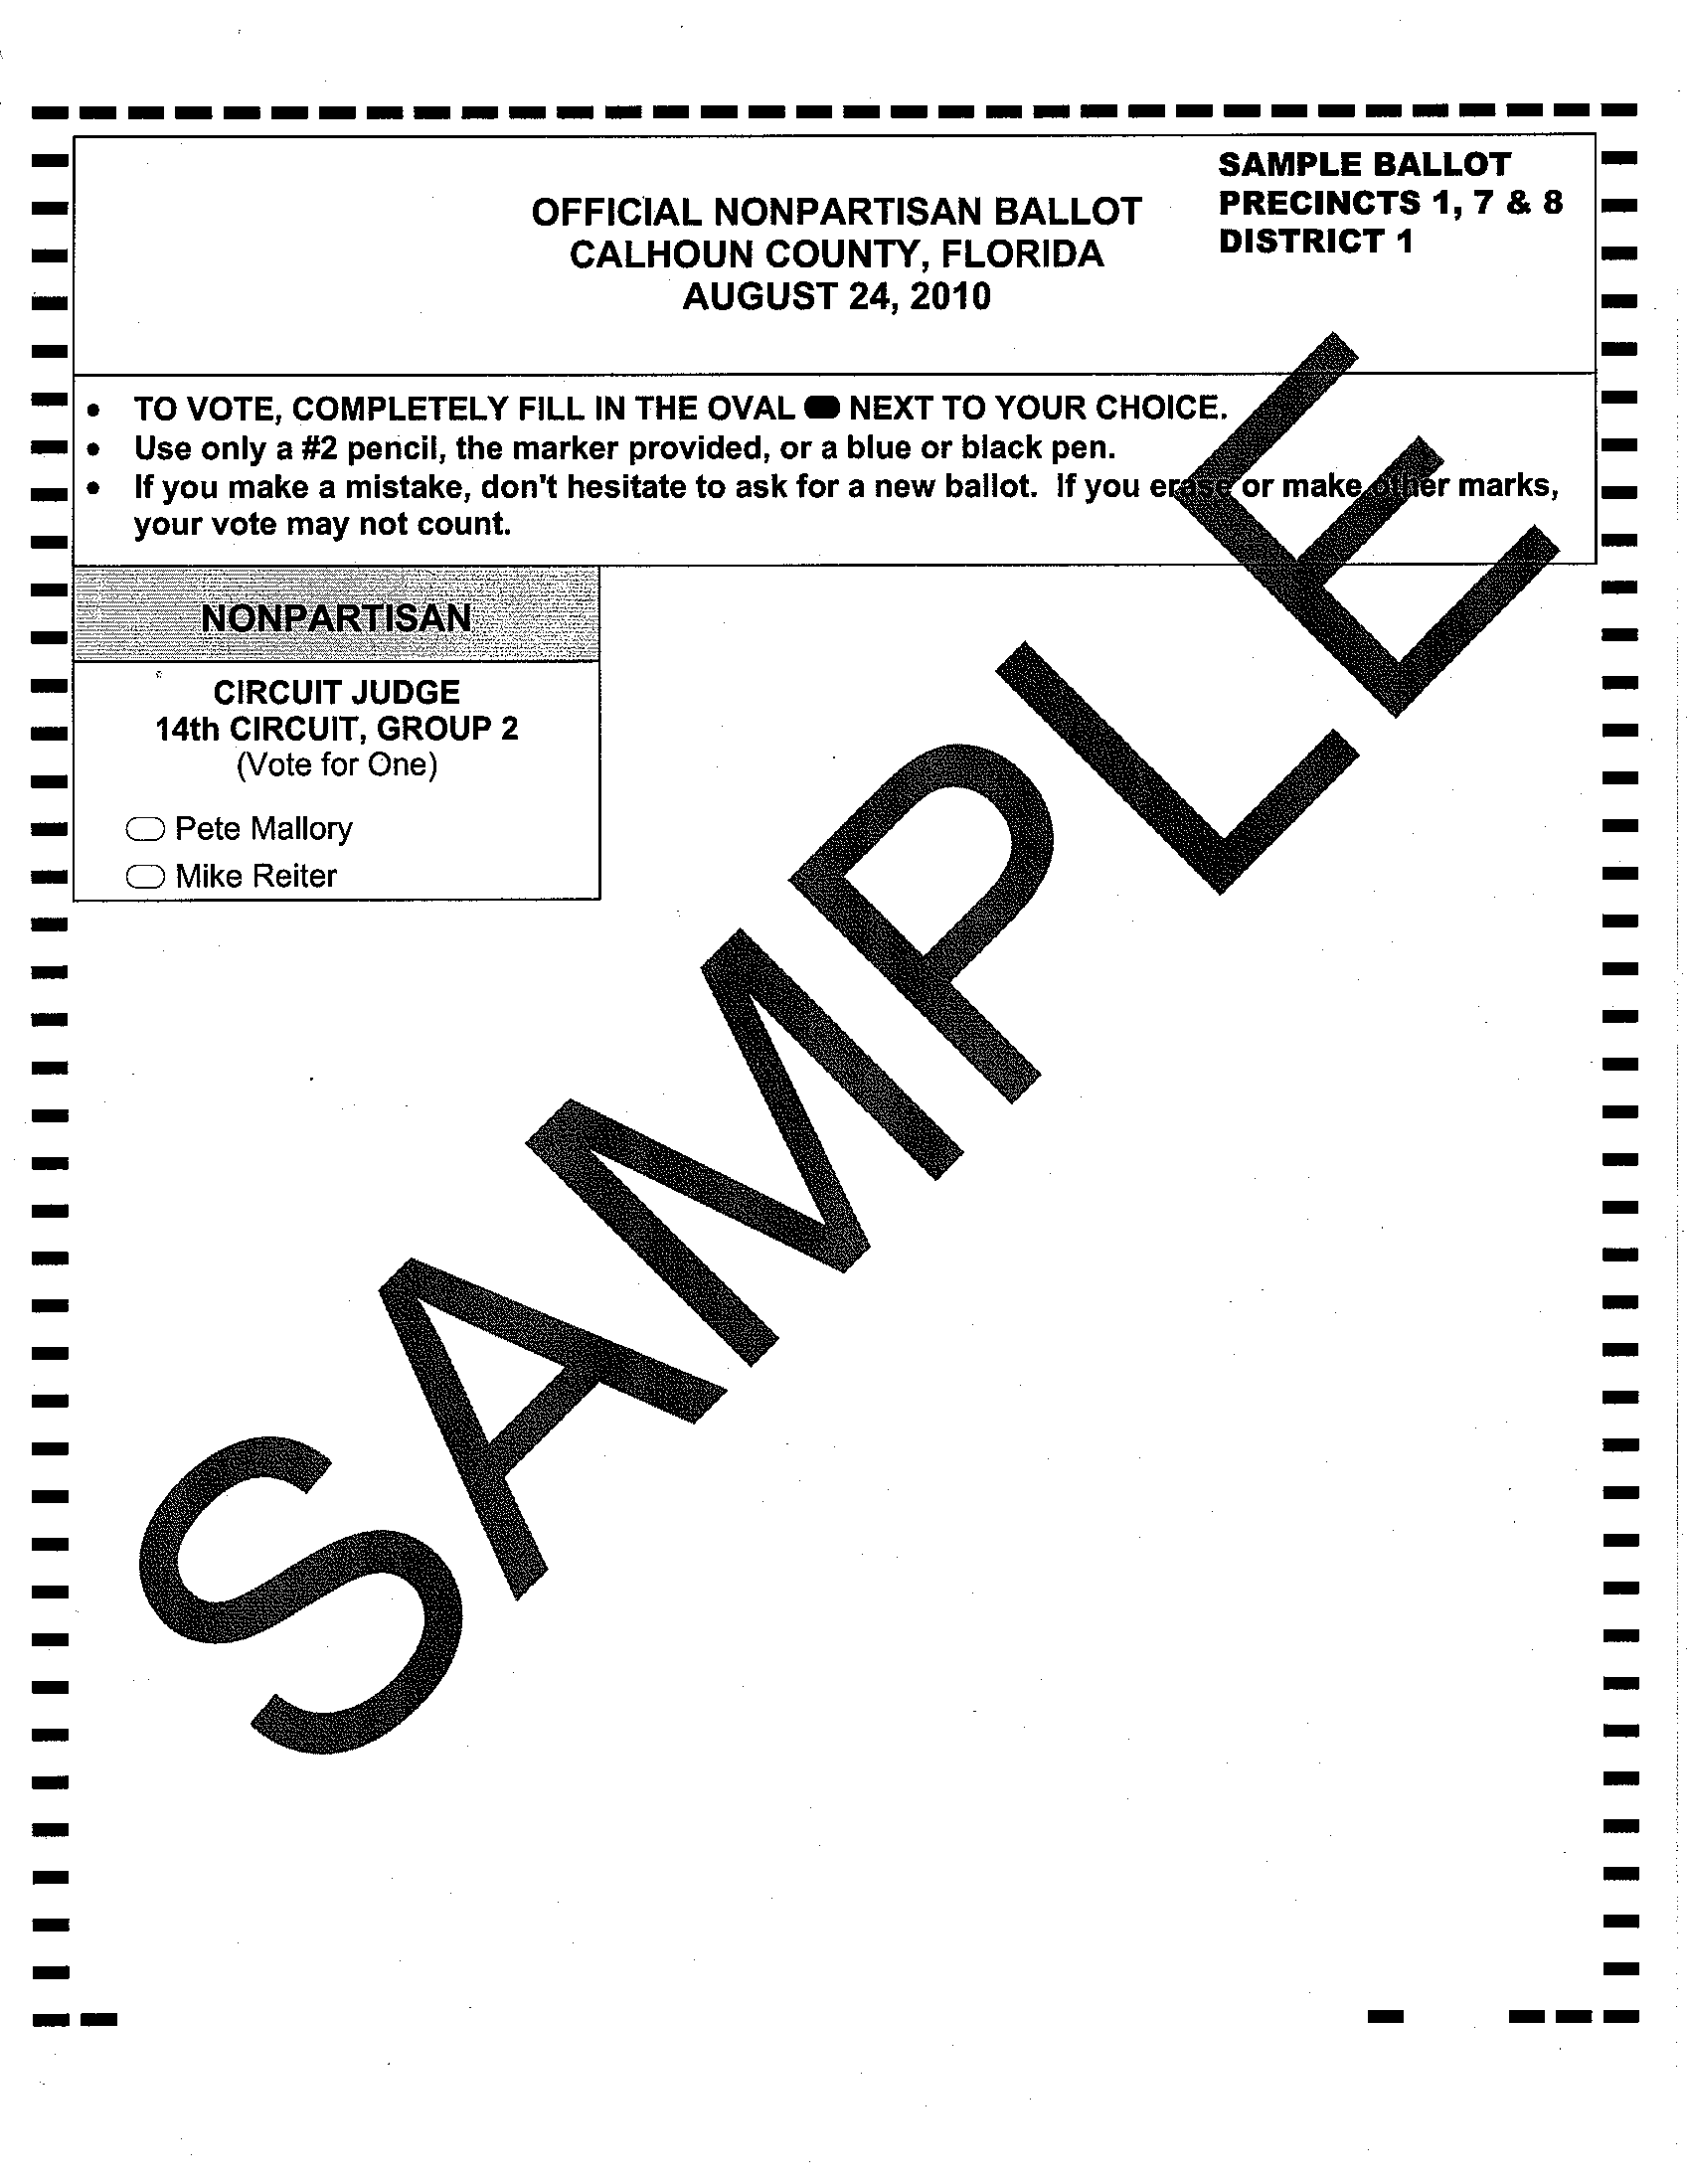 SAMPLE BALLOT
PRECINCTS 1, 7 & 8
DISTRICT 1
OFFICIAL NONPARTISAN BALLOT
CALHOUN COUNTY, FLORIDA
AUGUST 24, 2010
• TO VOTE, COMPLETELY FILL IN THE OVAL NEXT TO YOUR CHOICE.
• Use only a #2 pencil, the marker provided, or a blue or black pen.
• If you make a mistake, don't hesitate to ask for a new ballot. If you erase or make other marks,
your vote may not count.
NONPARTISAN
CIRCUIT JUDGE
14th CIRCUIT, GROUP 2
(Vote for One)
Pete Mallory
Mike Reiter
SAMPLE